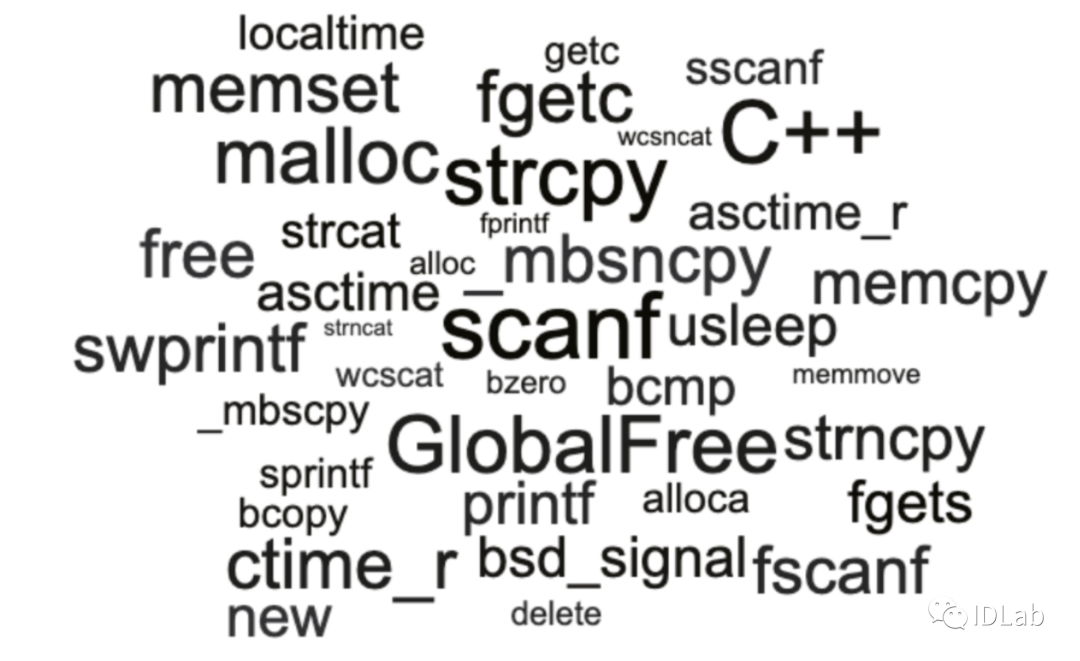 localtime
getc
sscanf
memset
fgetc
C++
wcsncat
malloc
strcpy
asctime_r
fprintf
strcat
free
alloc
_mbsncpy
memcpy
asctime
scanf
usleep
strncat
swprintf
wcscat
bzero
bcmp
memmove
_mbscpy
GlobalFree
strncpy
sprintf
printf
alloca
fgets
bcopy
ctime_r
bsd_signal
fscanf
new
delete
IDLab